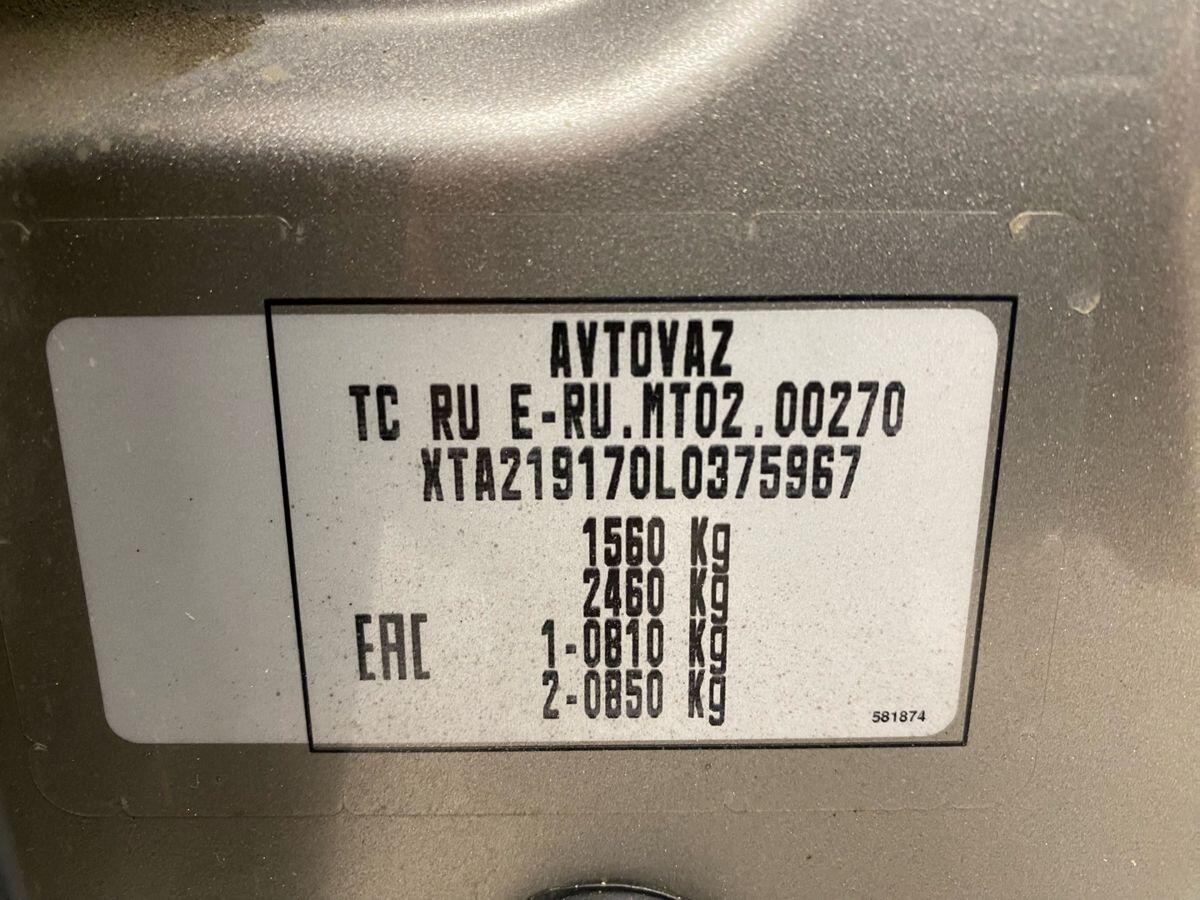 AVTOVAZ
TC RU E-RU.MT02.00270
XTA219170L0375967
1560 Kg
2460 Kg
1-0810 Kg
2-0850 Kg
EAC
581874